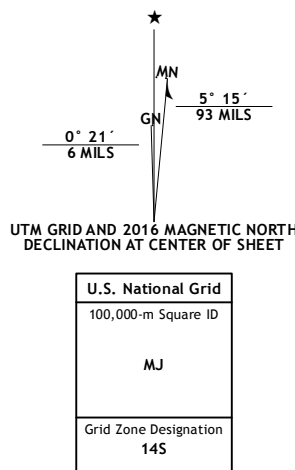 MN
GN
5° 15´
93 MILS
0° 21´
6 MILS
UTM GRID AND 2016 MAGNETIC NORTH
DECLINATION AT CENTER OF SHEET
U.S. National Grid
100,000-m Square ID
MJ
Grid Zone Designation
14S